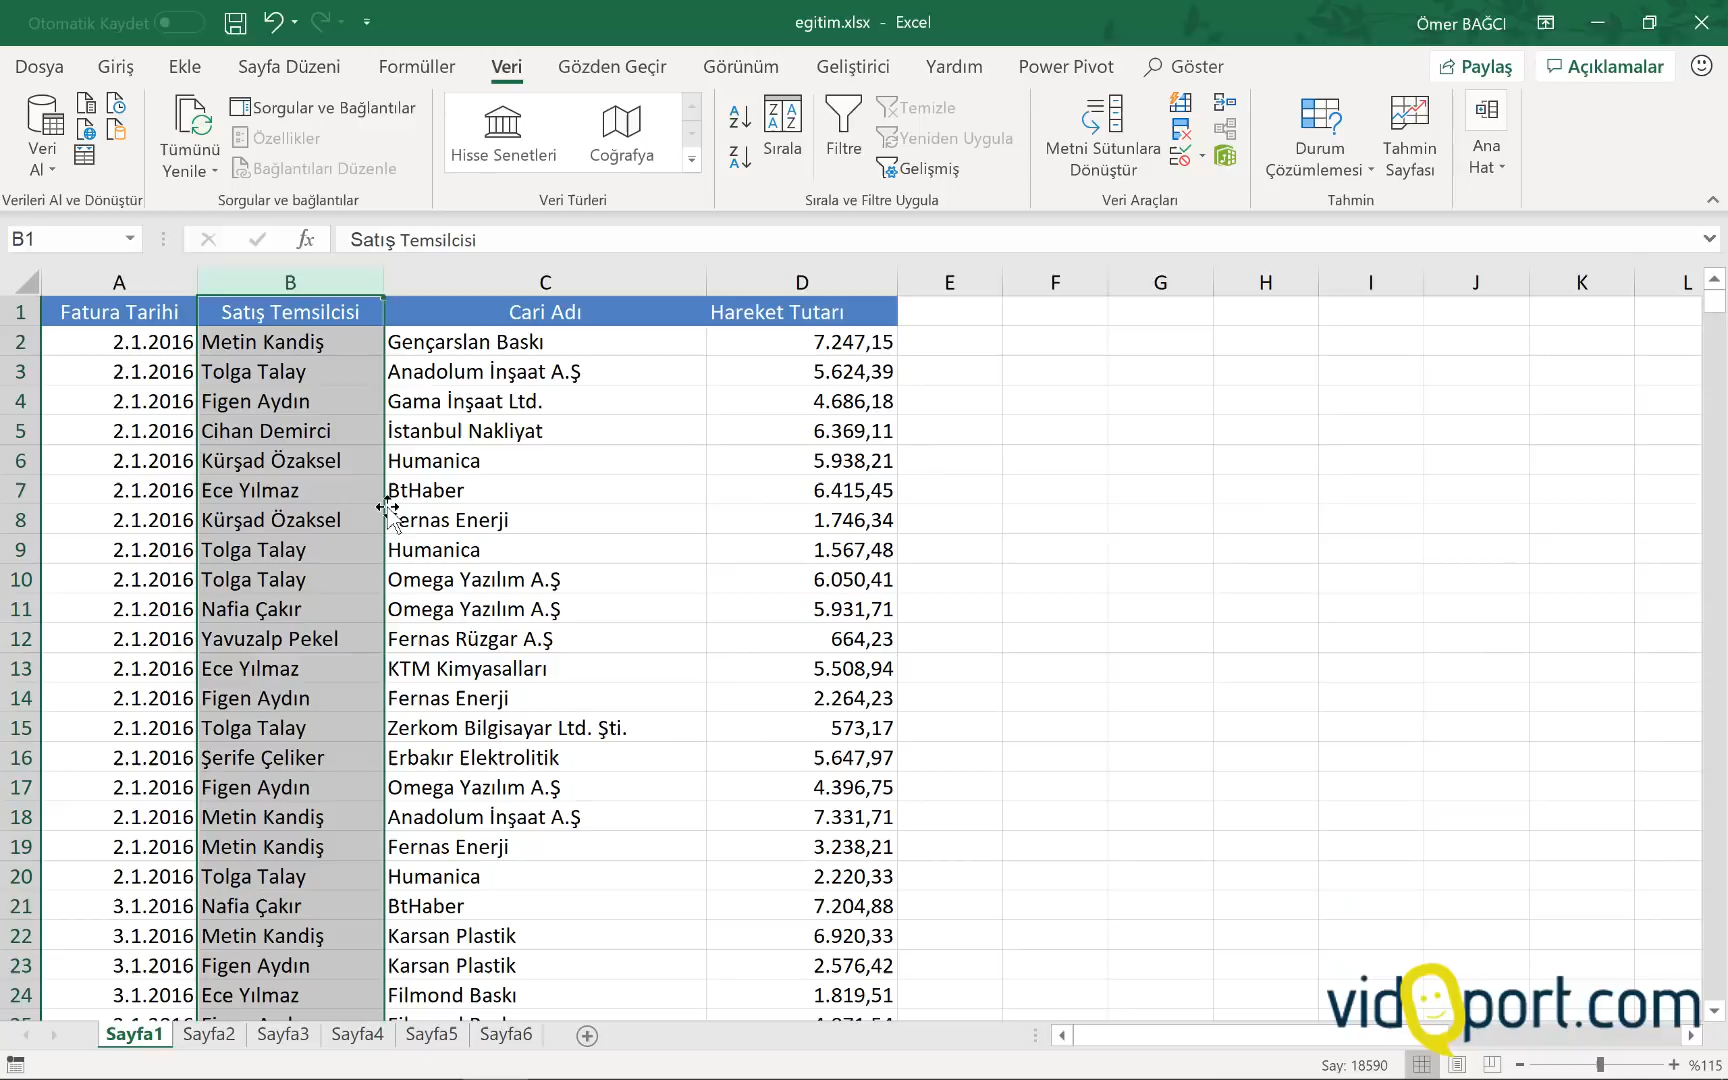 Otomatik Kaydet
egitim.xlsx - Excel
Ömer BAĞCI
Dosya Giriş Ekle Sayfa Düzeni Formüller Veri Gözden Geçir Görünüm Geliştirici Yardım Power Pivot Göster Paylaş Açıklamalar
Veri Al
Tümünü Yenile
Sorgular ve Bağlantılar
Özellikler
Bağlantıları Düzenle
Hisse Senetleri
Coğrafya
Sırala
Filtre
Temizle
Yeniden Uygula
Gelişmiş
Metni Sütunlara Dönüştür
Durum Çözümlemesi
Tahmin Sayfası
Ana Hat
Verileri Al ve Dönüştür Sorgular ve bağlantılar Veri Türleri Sırala ve Filtre Uygula Veri Araçları Tahmin
B1 fx Satış Temsilcisi
A B C D E F G H I J K L
1 Fatura Tarihi Satış Temsilcisi Cari Adı Hareket Tutarı
2 2.1.2016 Metin Kandiş Gençarslan Baskı 7.247,15
3 2.1.2016 Tolga Talay Anadolum İnşaat A.Ş 5.624,39
4 2.1.2016 Figen Aydın Gama İnşaat Ltd. 4.686,18
5 2.1.2016 Cihan Demirci İstanbul Nakliyat 6.369,11
6 2.1.2016 Kürşad Özaksel Humanica 5.938,21
7 2.1.2016 Ece Yılmaz BtHaber 6.415,45
8 2.1.2016 Kürşad Özaksel Fernas Enerji 1.746,34
9 2.1.2016 Tolga Talay Humanica 1.567,48
10 2.1.2016 Tolga Talay Omega Yazılım A.Ş 6.050,41
11 2.1.2016 Nafia Çakır Omega Yazılım A.Ş 5.931,71
12 2.1.2016 Yavuzalp Pekel Fernas Rüzgar A.Ş 664,23
13 2.1.2016 Ece Yılmaz KTM Kimyasalları 5.508,94
14 2.1.2016 Figen Aydın Fernas Enerji 2.264,23
15 2.1.2016 Tolga Talay Zerkom Bilgisayar Ltd. Şti. 573,17
16 2.1.2016 Şerife Çeliker Erbakır Elektrolitik 5.647,97
17 2.1.2016 Figen Aydın Omega Yazılım A.Ş 4.396,75
18 2.1.2016 Metin Kandiş Anadolum İnşaat A.Ş 7.331,71
19 2.1.2016 Metin Kandiş Fernas Enerji 3.238,21
20 2.1.2016 Tolga Talay Humanica 2.220,33
21 3.1.2016 Nafia Çakır BtHaber 7.204,88
22 3.1.2016 Metin Kandiş Karsan Plastik 6.920,33
23 3.1.2016 Figen Aydın Karsan Plastik 2.576,42
24 3.1.2016 Ece Yılmaz Filmond Baskı 1.819,51
vidoport.com
Sayfa1 Sayfa2 Sayfa3 Sayfa4 Sayfa5 Sayfa6
Say: 18590 %115